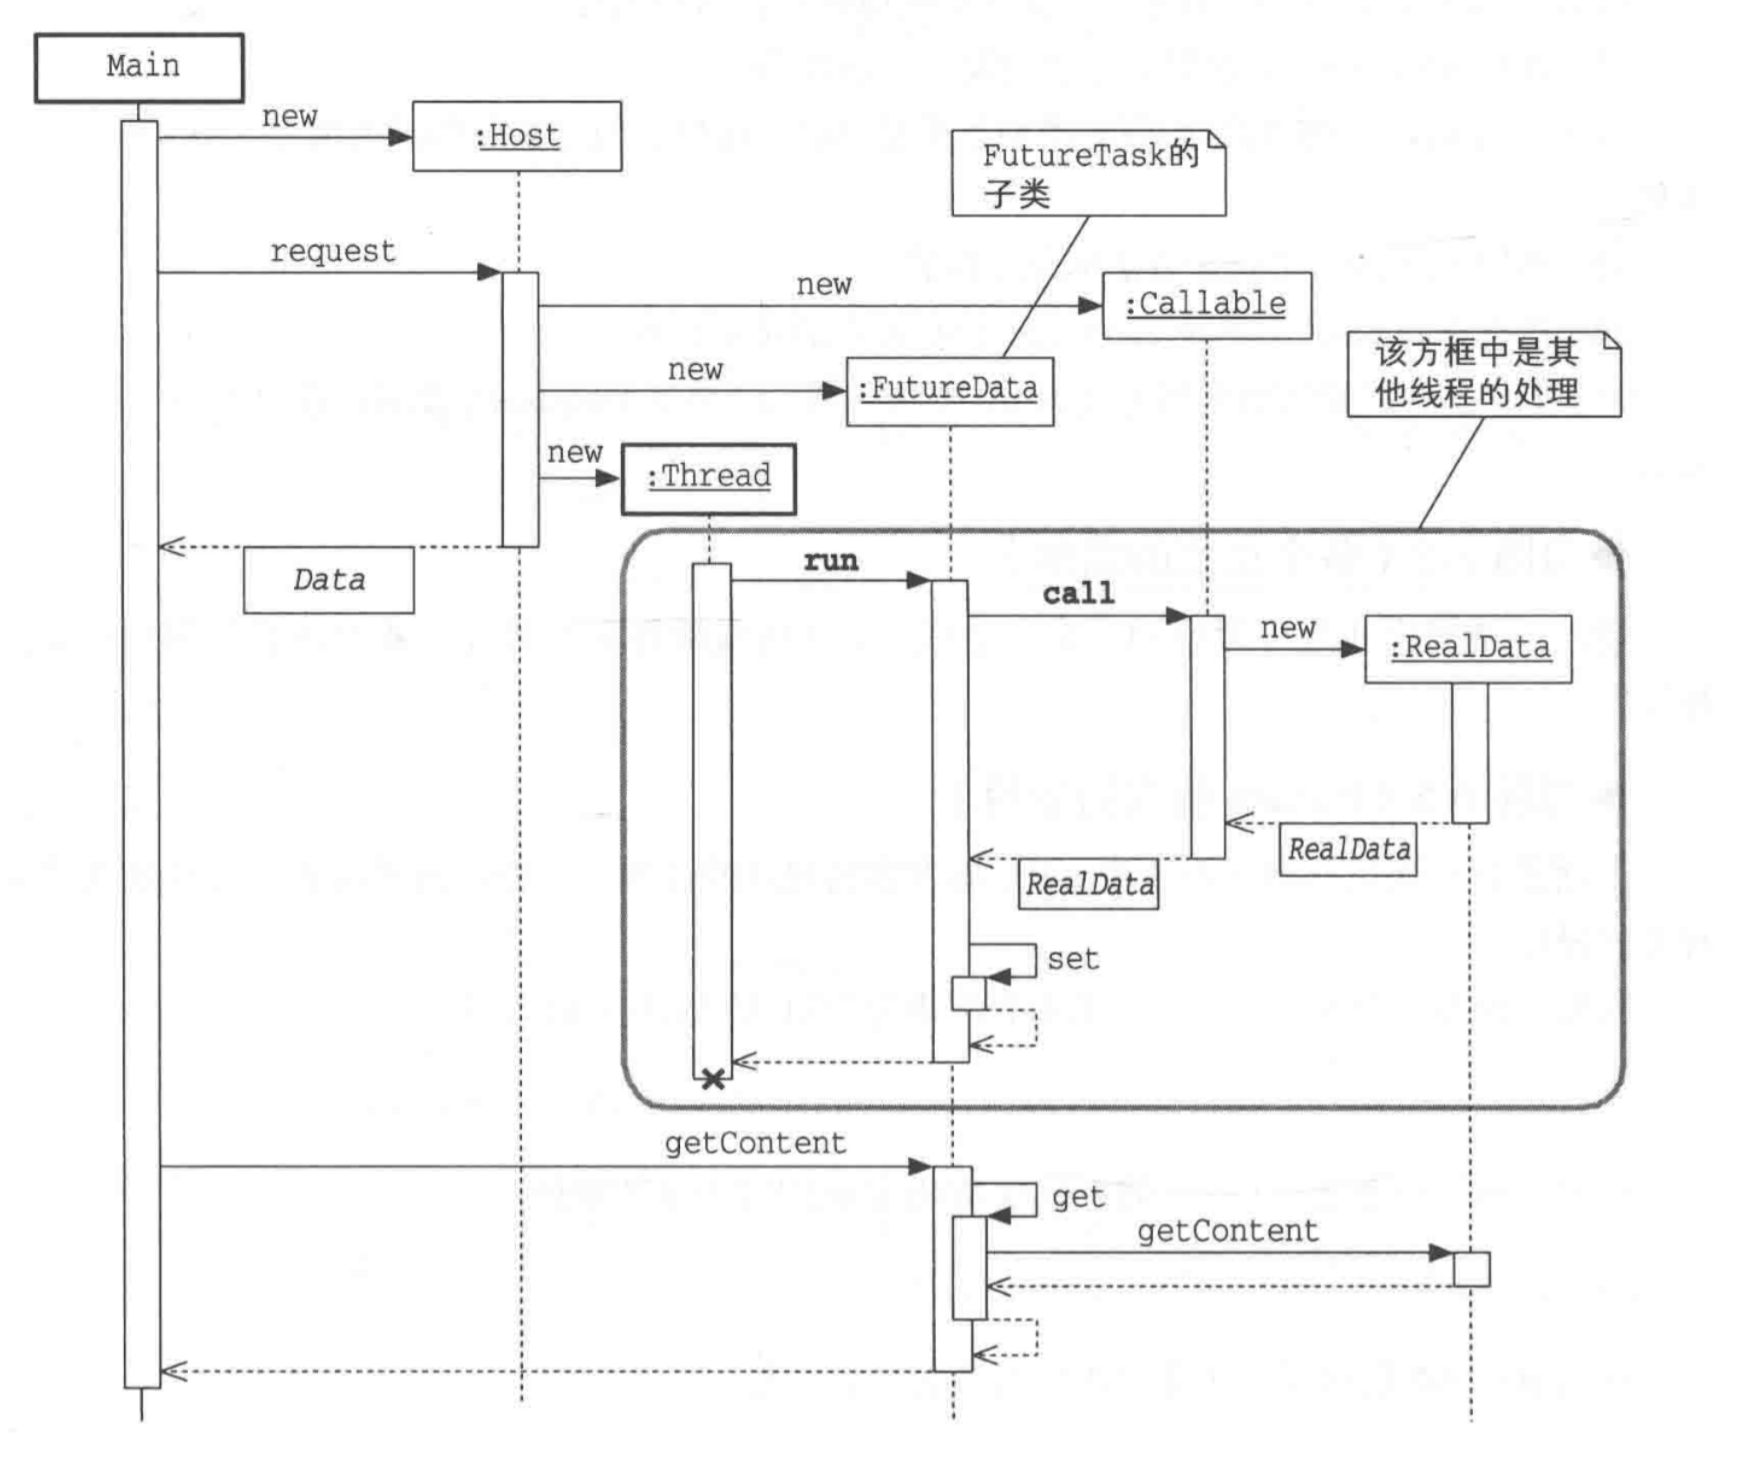 Main
new
:Host
FutureTask的
子类
request
new
:Callable
该方框中是其
他线程的处理
new
:FutureData
new
:Thread
Data
run
call
new
:RealData
RealData
RealData
set
getContent
get
getContent